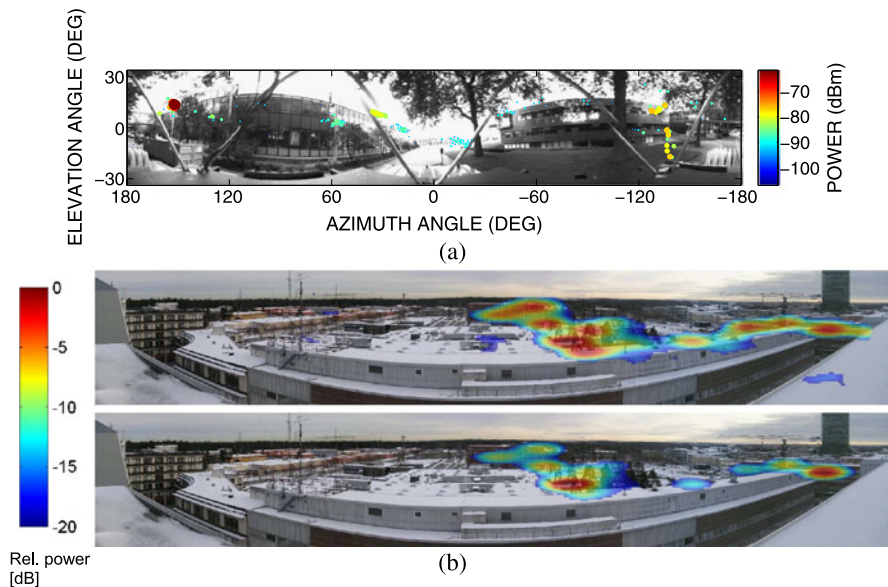 ELEVATION ANGLE (DEG)
30
0
−30
180
120
60
0
−60
−120
−180
AZIMUTH ANGLE (DEG)
−70
−80
−90
−100
POWER (dBm)
(a)
0
−5
−10
−15
−20
Rel. power
[dB]
(b)